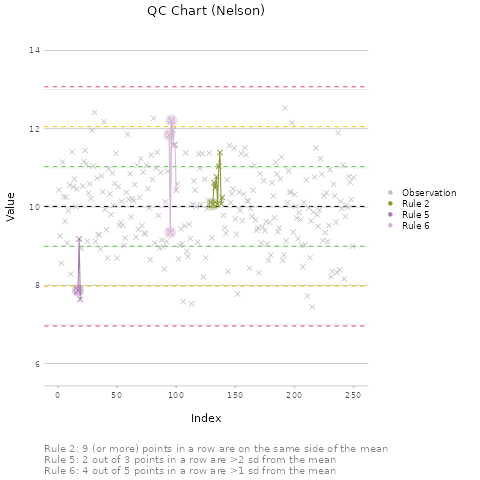 QC Chart (Nelson)
14
12
10
8
6
Value
0
50
100
150
200
250
Index
Observation
Rule 2
Rule 5
Rule 6
Rule 2: 9 (or more) points in a row are on the same side of the mean
Rule 5: 2 out of 3 points in a row are >2 sd from the mean
Rule 6: 4 out of 5 points in a row are >1 sd from the mean